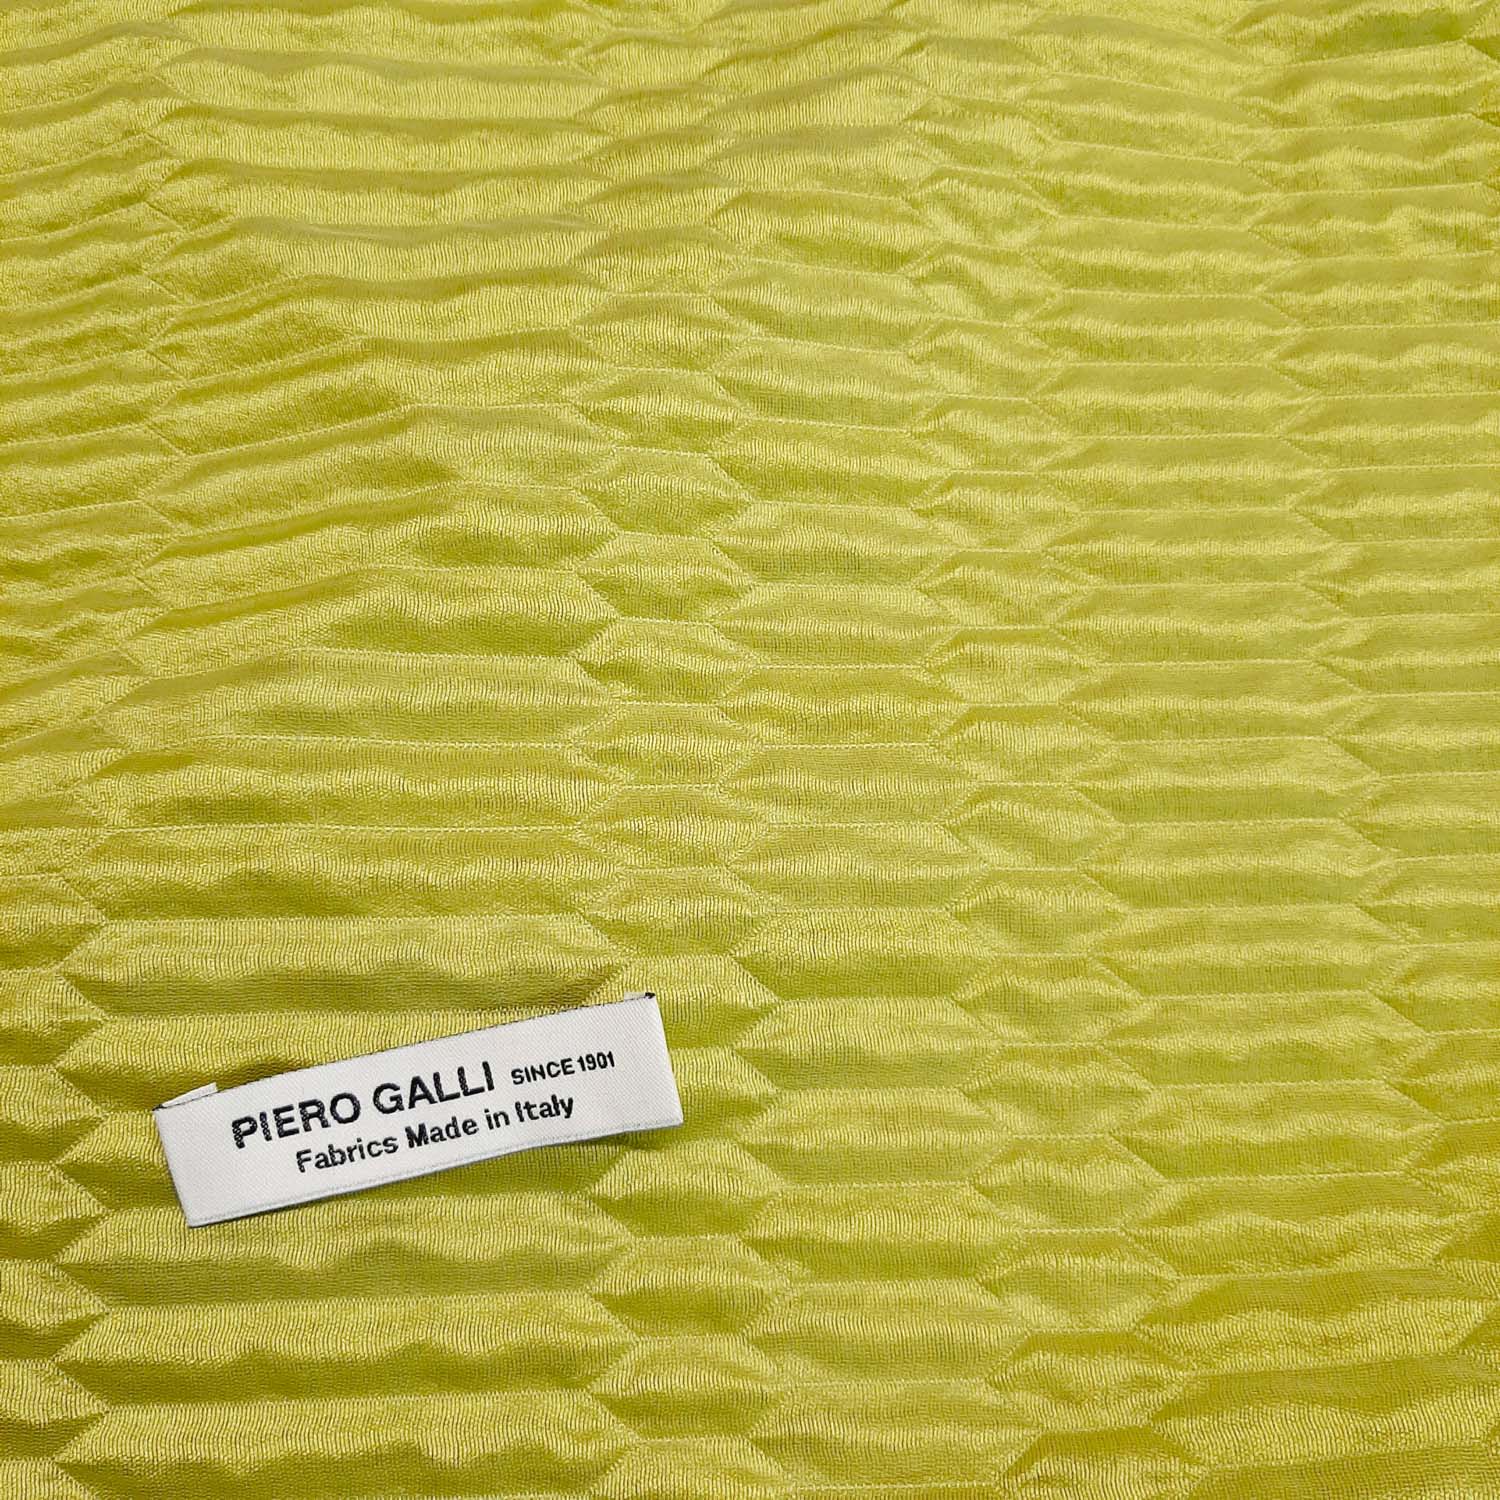 PIERO GALLI SINCE 1901
Fabrics Made in Italy